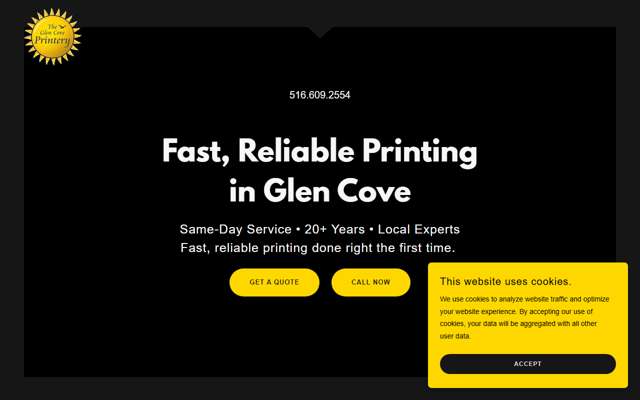 The
Glen Cove
Printery
516.609.2554
Fast, Reliable Printing
in Glen Cove
Same-Day Service • 20+ Years • Local Experts
Fast, reliable printing done right the first time.
GET A QUOTE
CALL NOW
This website uses cookies.
We use cookies to analyze website traffic and optimize
your website experience. By accepting our use of
cookies, your data will be aggregated with all other
user data.
ACCEPT